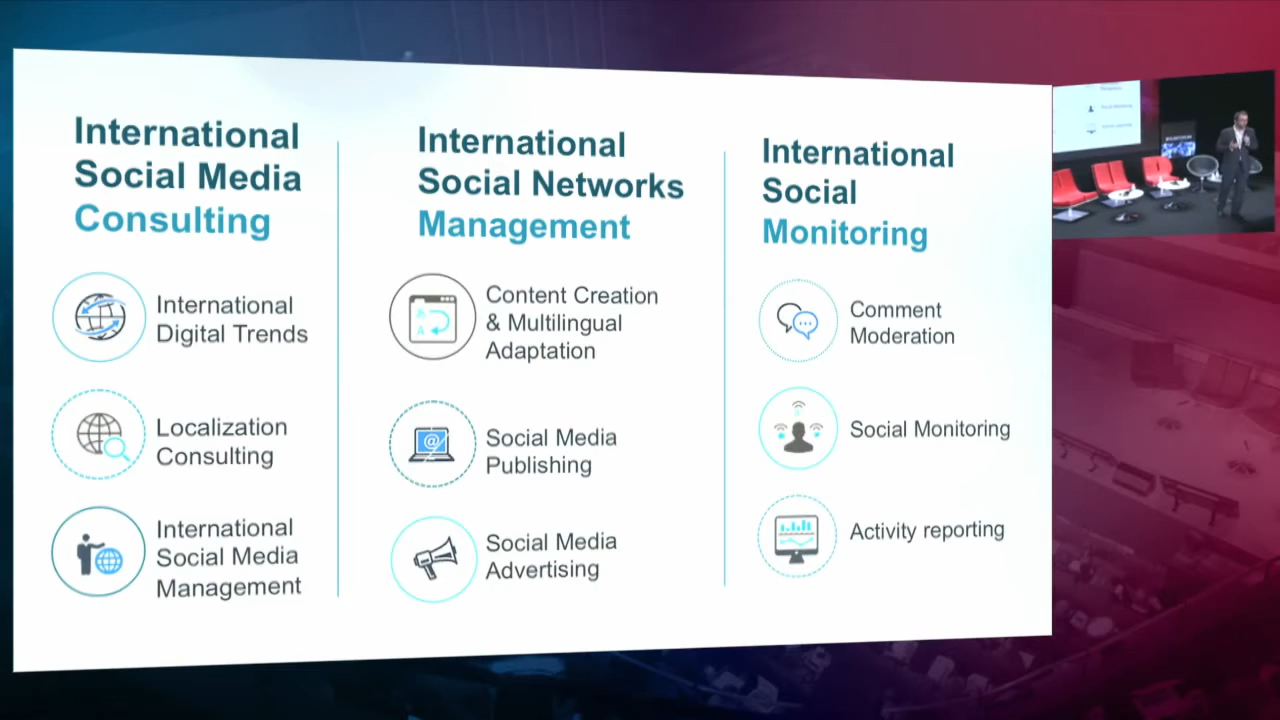 International
Social Media
Consulting
International
Digital Trends
Localization
Consulting
International
Social Media
Management
International
Social Networks
Management
Content Creation
& Multilingual
Adaptation
Social Media
Publishing
Social Media
Advertising
International
Social
Monitoring
Comment
Moderation
Social Monitoring
Activity reporting